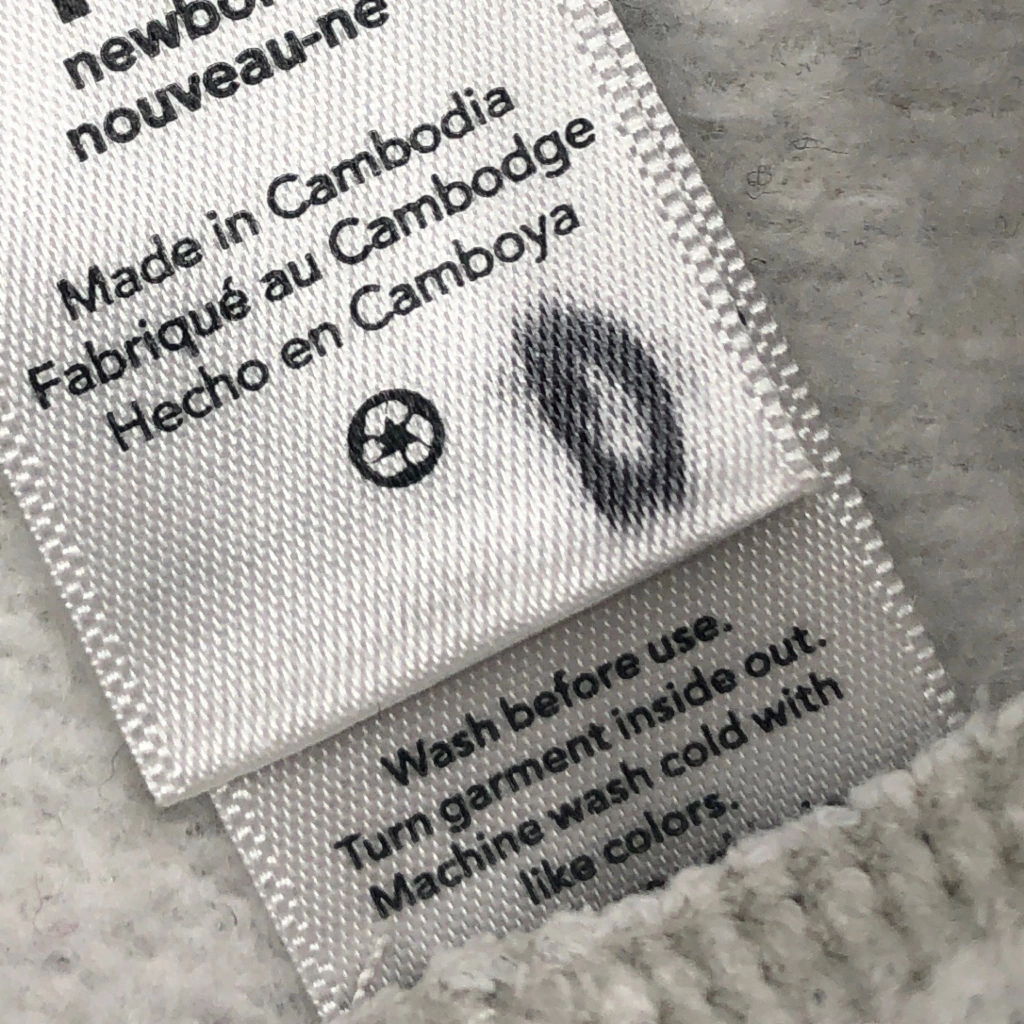 nouveau-né
Made in Cambodia
Fabriqué au Cambodge
Hecho en Camboya
Wash before use.
Turn garment inside out.
Machine wash cold with
like colors.